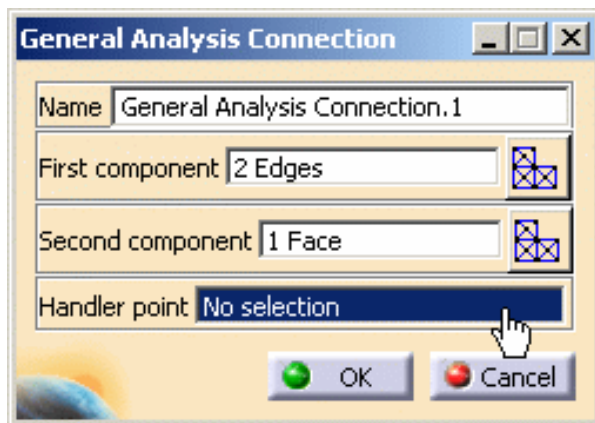 General Analysis Connection
Name General Analysis Connection.1
First component 2 Edges
Second component 1 Face
Handler point No selection
OK Cancel